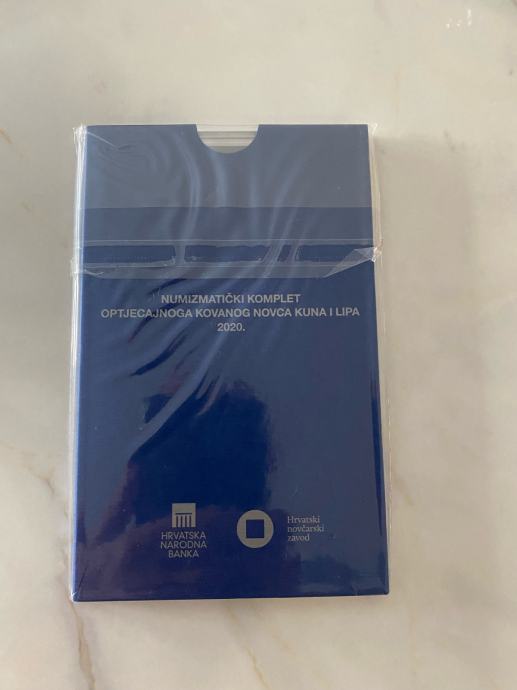 NUMIZMATIČKI KOMPLET
OPTJECAJNOGA KOVANOG NOVCA KUNA I LIPA
2020.
HRVATSKA
NARODNA
BANKA
Hrvatski
novčarski
zavod